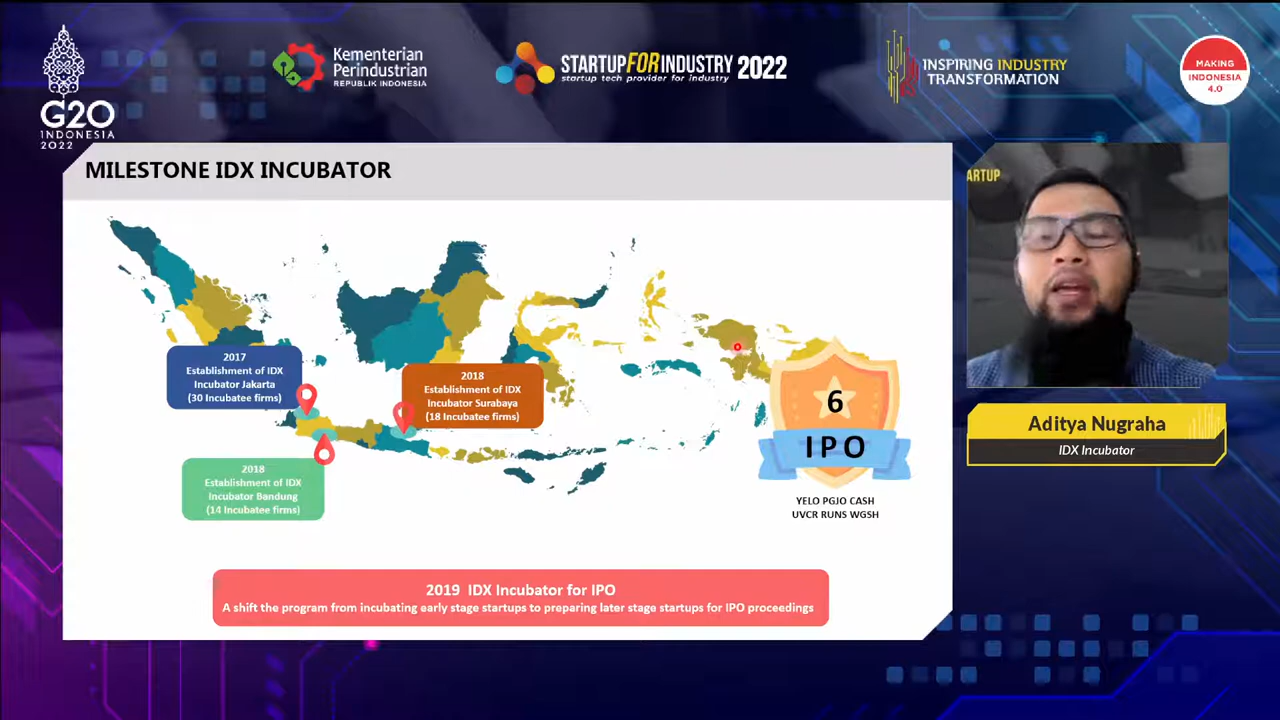 G20
INDONESIA
2022
Kementerian
Perindustrian
REPUBLIK INDONESIA
STARTUPFORINDUSTRY 2022
startup tech provider for industry
INSPIRING INDUSTRY
TRANSFORMATION
MAKING
INDONESIA
4.0
MILESTONE IDX INCUBATOR
2017
Establishment of IDX
Incubator Jakarta
(30 Incubatee firms)
2018
Establishment of IDX
Incubator Surabaya
(18 Incubatee firms)
2018
Establishment of IDX
Incubator Bandung
(14 Incubatee firms)
6
IPO
YELO PGJO CASH
UVCR RUNS WGSH
2019 IDX Incubator for IPO
A shift the program from incubating early stage startups to preparing later stage startups for IPO proceedings
ARTUP
Aditya Nugraha
IDX Incubator